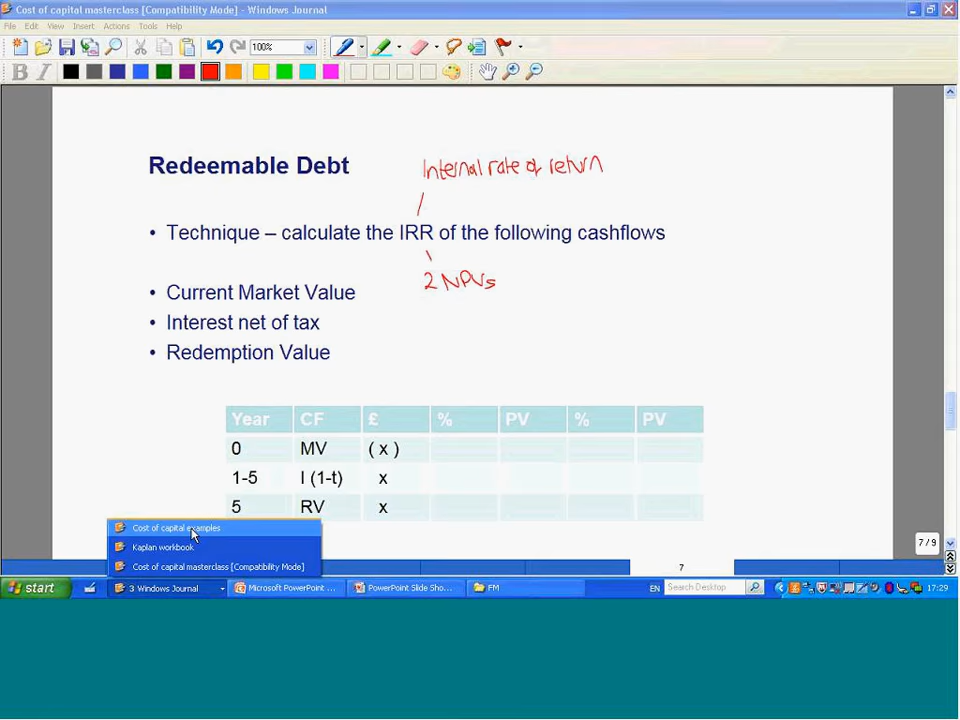 Cost of capital masterclass [Compatibility Mode] - Windows Journal
File Edit View Insert Actions Tools Help
100%
B I
Redeemable Debt
Internal rate of return
• Technique – calculate the IRR of the following cashflows
2 NPVs
• Current Market Value
• Interest net of tax
• Redemption Value
Year CF £ % PV % PV
0 MV ( x )
1-5 I (1-t) x
5 RV x
Cost of capital examples
Kaplan workbook
Cost of capital masterclass [Compatibility Mode]
7 / 9
7
start
3 Windows Journal
Microsoft PowerPoint ...
PowerPoint Slide Sho...
FM
EN
Search Desktop
17:29